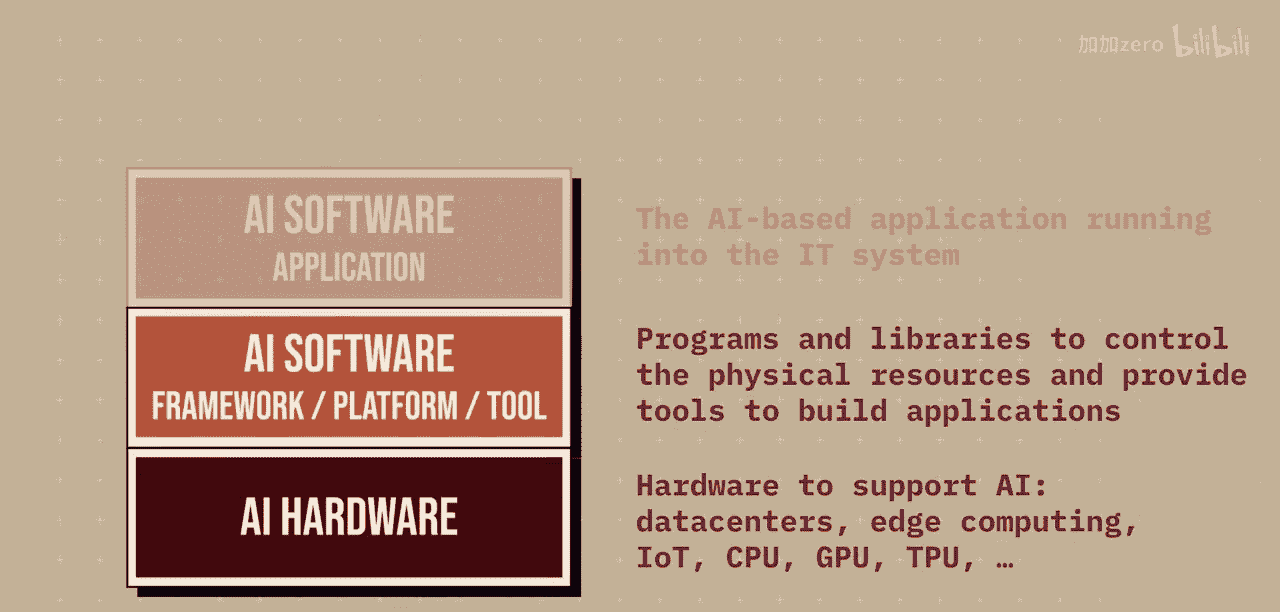 加加zero bilibili
AI SOFTWARE
APPLICATION
The AI-based application running
into the IT system
AI SOFTWARE
FRAMEWORK / PLATFORM / TOOL
Programs and libraries to control
the physical resources and provide
tools to build applications
AI HARDWARE
Hardware to support AI:
datacenters, edge computing,
IoT, CPU, GPU, TPU, …